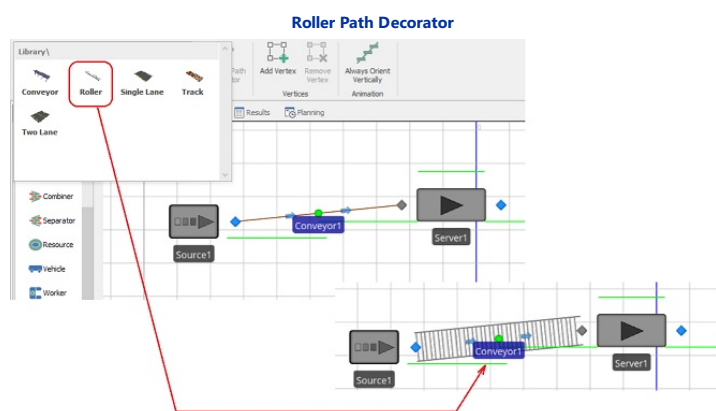 Roller Path Decorator
Library\
Conveyor Roller Single Lane Track
Two Lane
Path
Add Vertex Remove Vertex Always Orient Vertically
Vertices Animation
Results Planning
Combiner
Separator
Resource
Vehicle
Worker
Conveyor1
Source1
Server1
Conveyor1
Source1
Server1